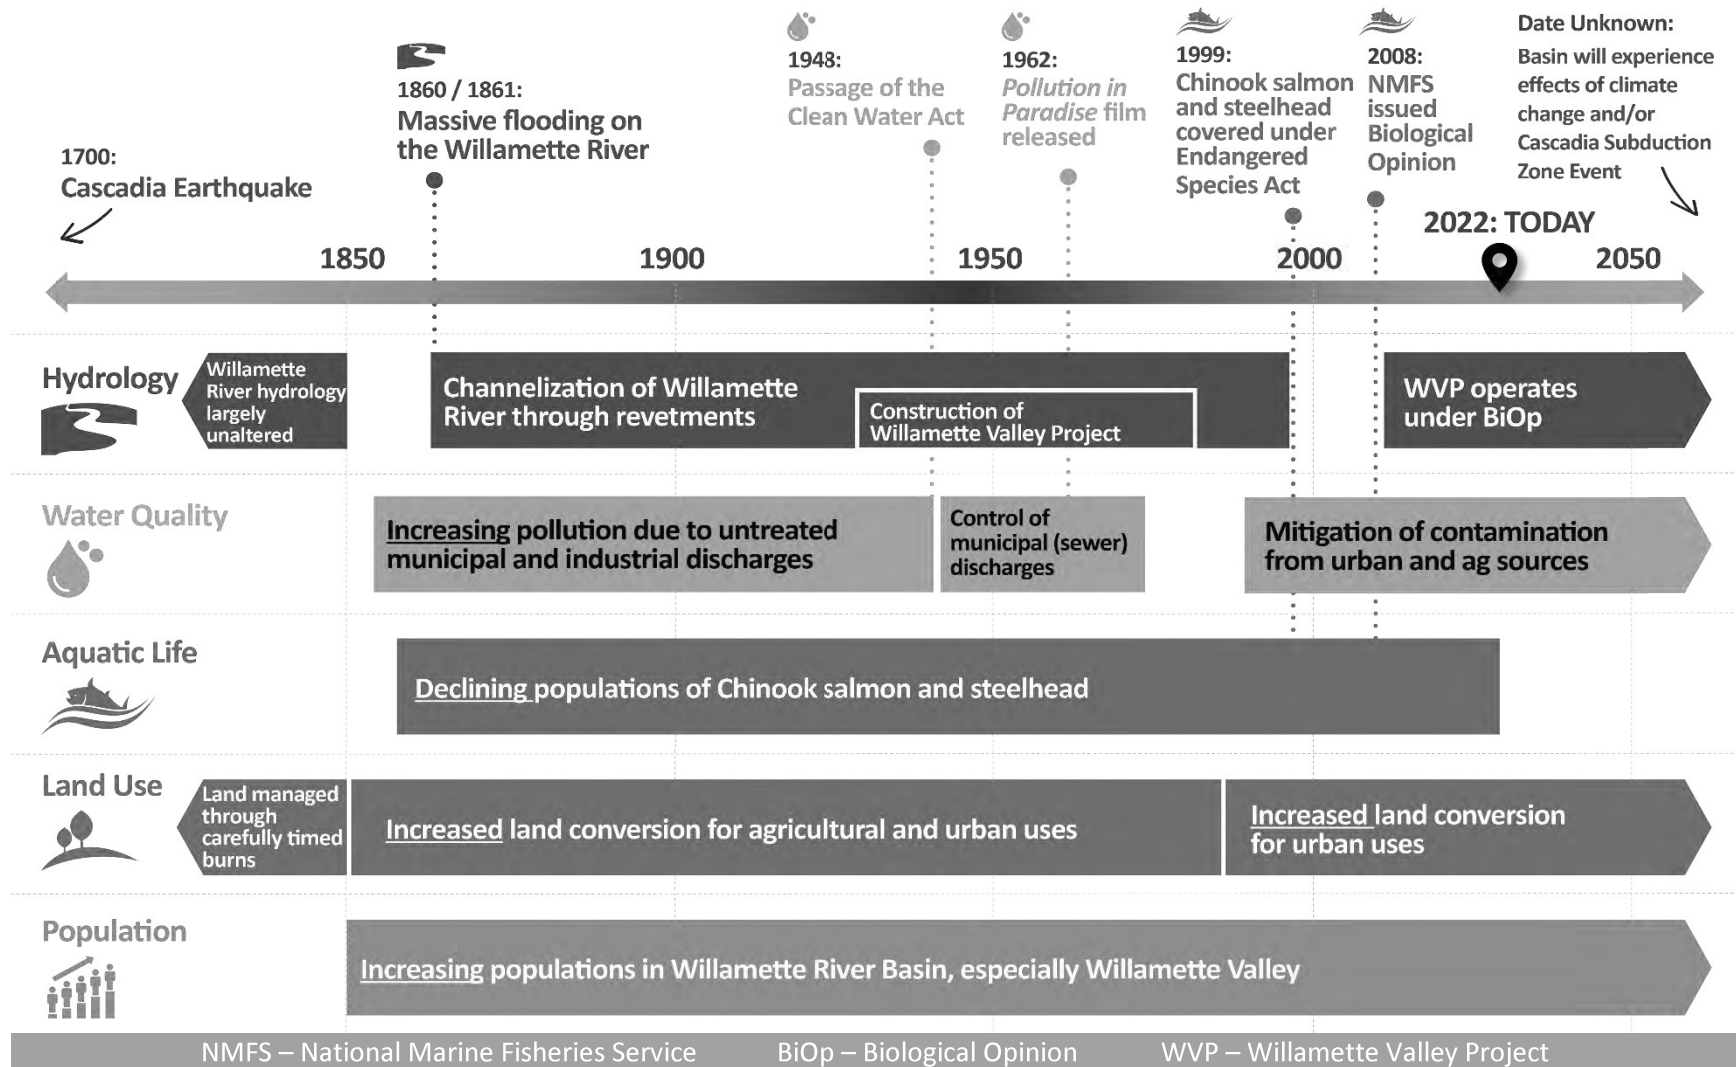 1700:
Cascadia Earthquake
1860 / 1861:
Massive flooding on
the Willamette River
1948:
Passage of the
Clean Water Act
1962:
Pollution in
Paradise film
released
1999:
Chinook salmon
and steelhead
covered under
Endangered
Species Act
2008:
NMFS
issued
Biological
Opinion
Date Unknown:
Basin will experience
effects of climate
change and/or
Cascadia Subduction
Zone Event
2022: TODAY
1850
1900
1950
2000
2050
Hydrology
Willamette
River hydrology
largely
unaltered
Channelization of Willamette
River through revetments
Construction of
Willamette Valley Project
WVP operates
under BiOp
Water Quality
Increasing pollution due to untreated
municipal and industrial discharges
Control of
municipal (sewer)
discharges
Mitigation of contamination
from urban and ag sources
Aquatic Life
Declining populations of Chinook salmon and steelhead
Land Use
Land managed
through
carefully timed
burns
Increased land conversion for agricultural and urban uses
Increased land conversion
for urban uses
Population
Increasing populations in Willamette River Basin, especially Willamette Valley
NMFS – National Marine Fisheries Service BiOp – Biological Opinion WVP – Willamette Valley Project